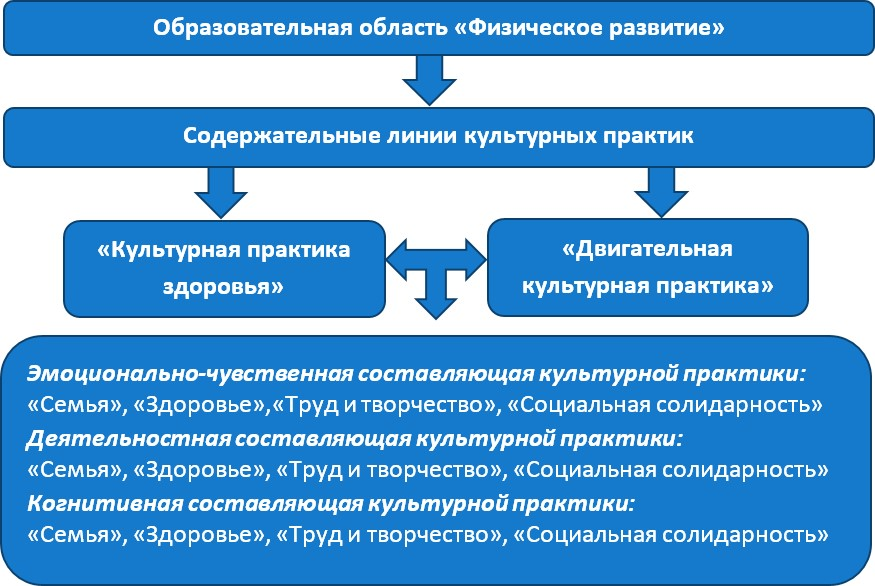 Образовательная область «Физическое развитие»
Содержательные линии культурных практик
«Культурная практика
здоровья»
«Двигательная
культурная практика»
Эмоционально-чувственная составляющая культурной практики:
«Семья», «Здоровье»,«Труд и творчество», «Социальная солидарность»
Деятельностная составляющая культурной практики:
«Семья», «Здоровье», «Труд и творчество», «Социальная солидарность»
Когнитивная составляющая культурной практики:
«Семья», «Здоровье», «Труд и творчество», «Социальная солидарность»